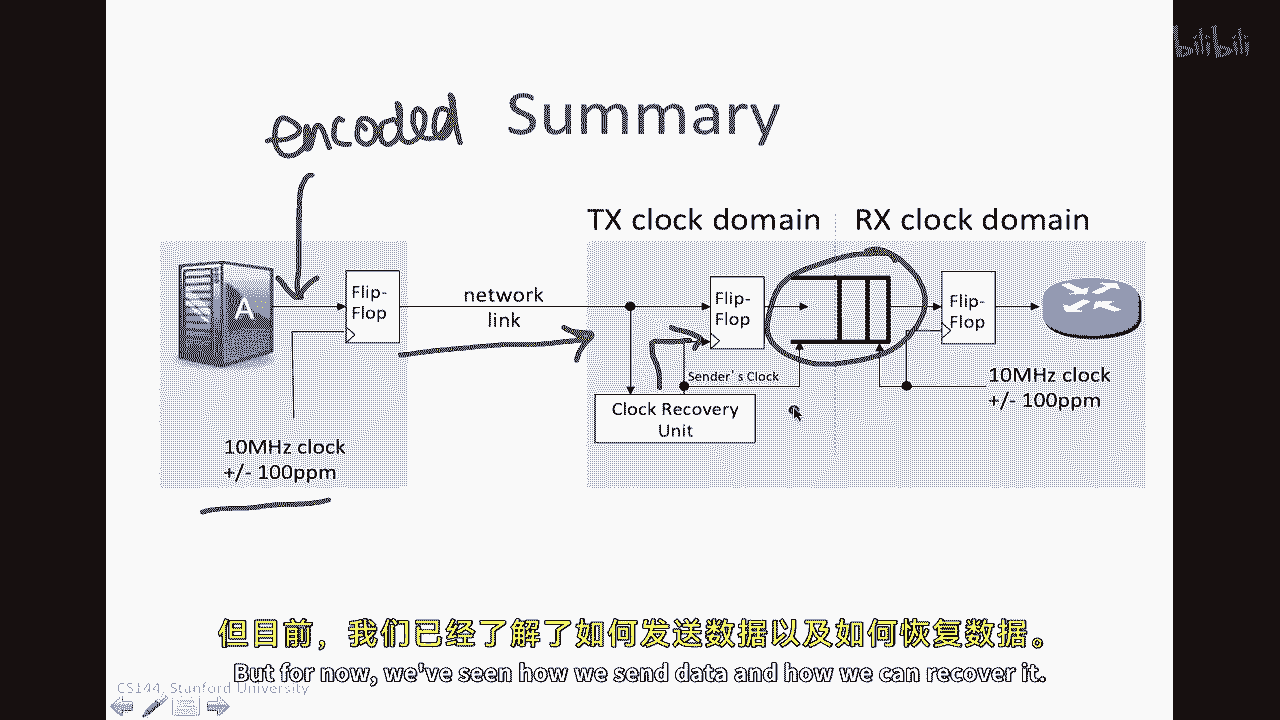 bilibili
encoded
Summary
TX clock domain
RX clock domain
A
Flip-
Flop
network
link
Flip-
Flop
Flip-
Flop
Sender's Clock
Clock Recovery
Unit
10MHz clock
+/- 100ppm
10MHz clock
+/- 100ppm
但目前，我们已经了解了如何发送数据以及如何恢复数据。
But for now, we've seen how we send data and how we can recover it.
CS144, Stanford University